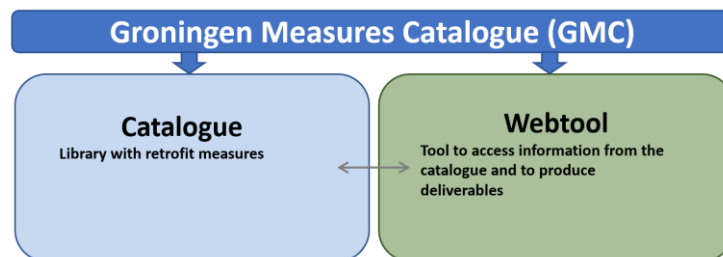 Groningen Measures Catalogue (GMC)
Catalogue
Library with retrofit measures
Webtool
Tool to access information from the
catalogue and to produce
deliverables